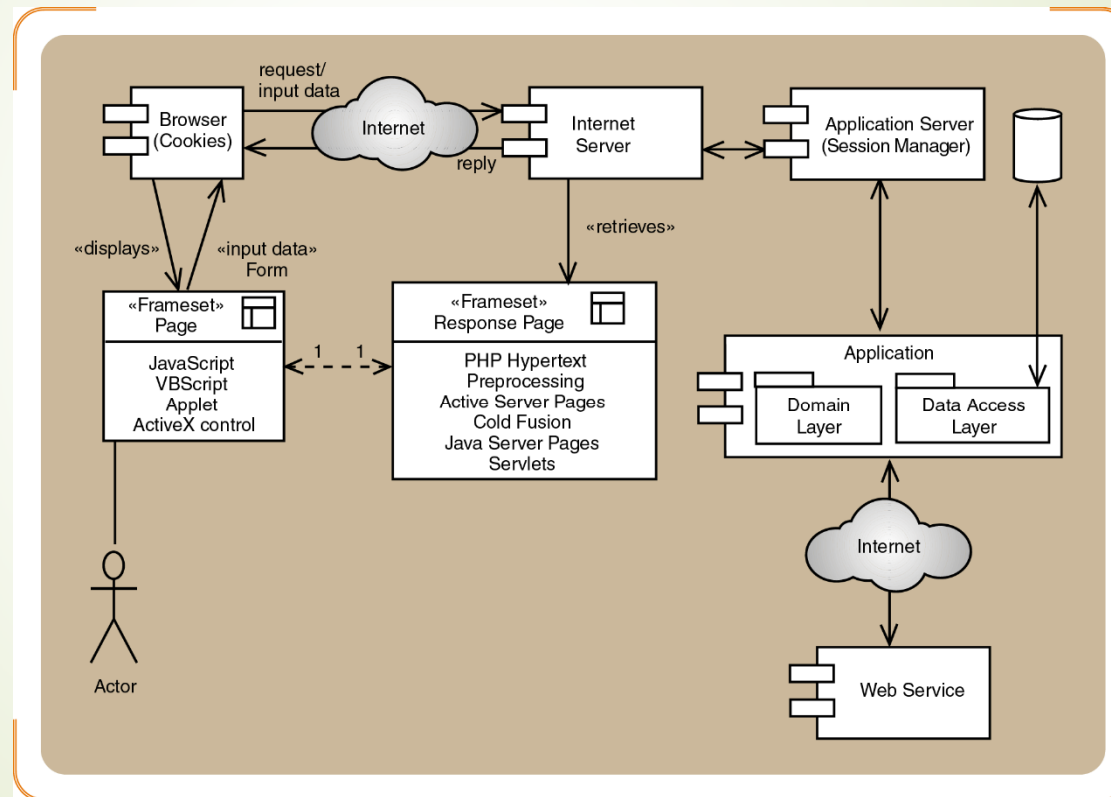 request/
input data
Browser
(Cookies)
Internet
reply
Internet
Server
Application Server
(Session Manager)
«displays»
«input data»
Form
«retrieves»
«Frameset»
Page
JavaScript
VBScript
Applet
ActiveX control
1 1
«Frameset»
Response Page
PHP Hypertext
Preprocessing
Active Server Pages
Cold Fusion
Java Server Pages
Servlets
Application
Domain
Layer
Data Access
Layer
Internet
Actor
Web Service